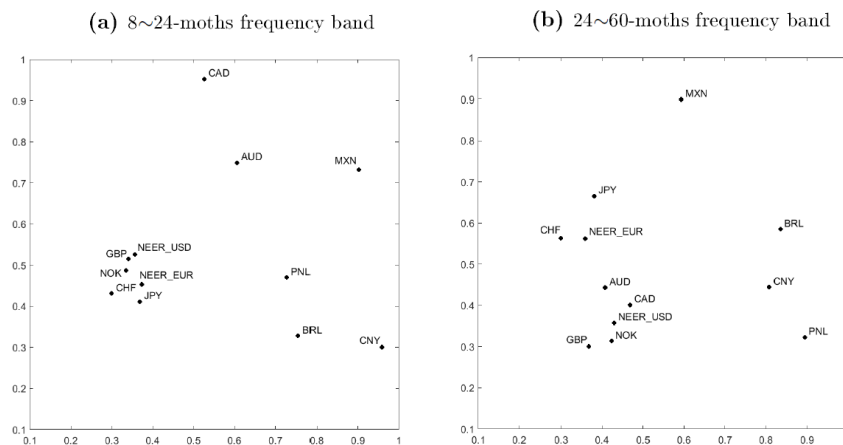 (a) 8~24-moths frequency band
1
CAD
0.9
0.8
AUD
MXN
0.7
0.6
NEER_USD
GBP
0.5
NOK
NEER_EUR
PNL
CHF
JPY
0.4
BRL
CNY
0.3
0.2
0.1
0.1 0.2 0.3 0.4 0.5 0.6 0.7 0.8 0.9 1
(b) 24~60-moths frequency band
1
MXN
0.9
0.8
0.7
JPY
0.6
CHF
NEER_EUR
BRL
0.5
AUD
CNY
CAD
0.4
NEER_USD
GBP
NOK
PNL
0.3
0.2
0.1
0.1 0.2 0.3 0.4 0.5 0.6 0.7 0.8 0.9